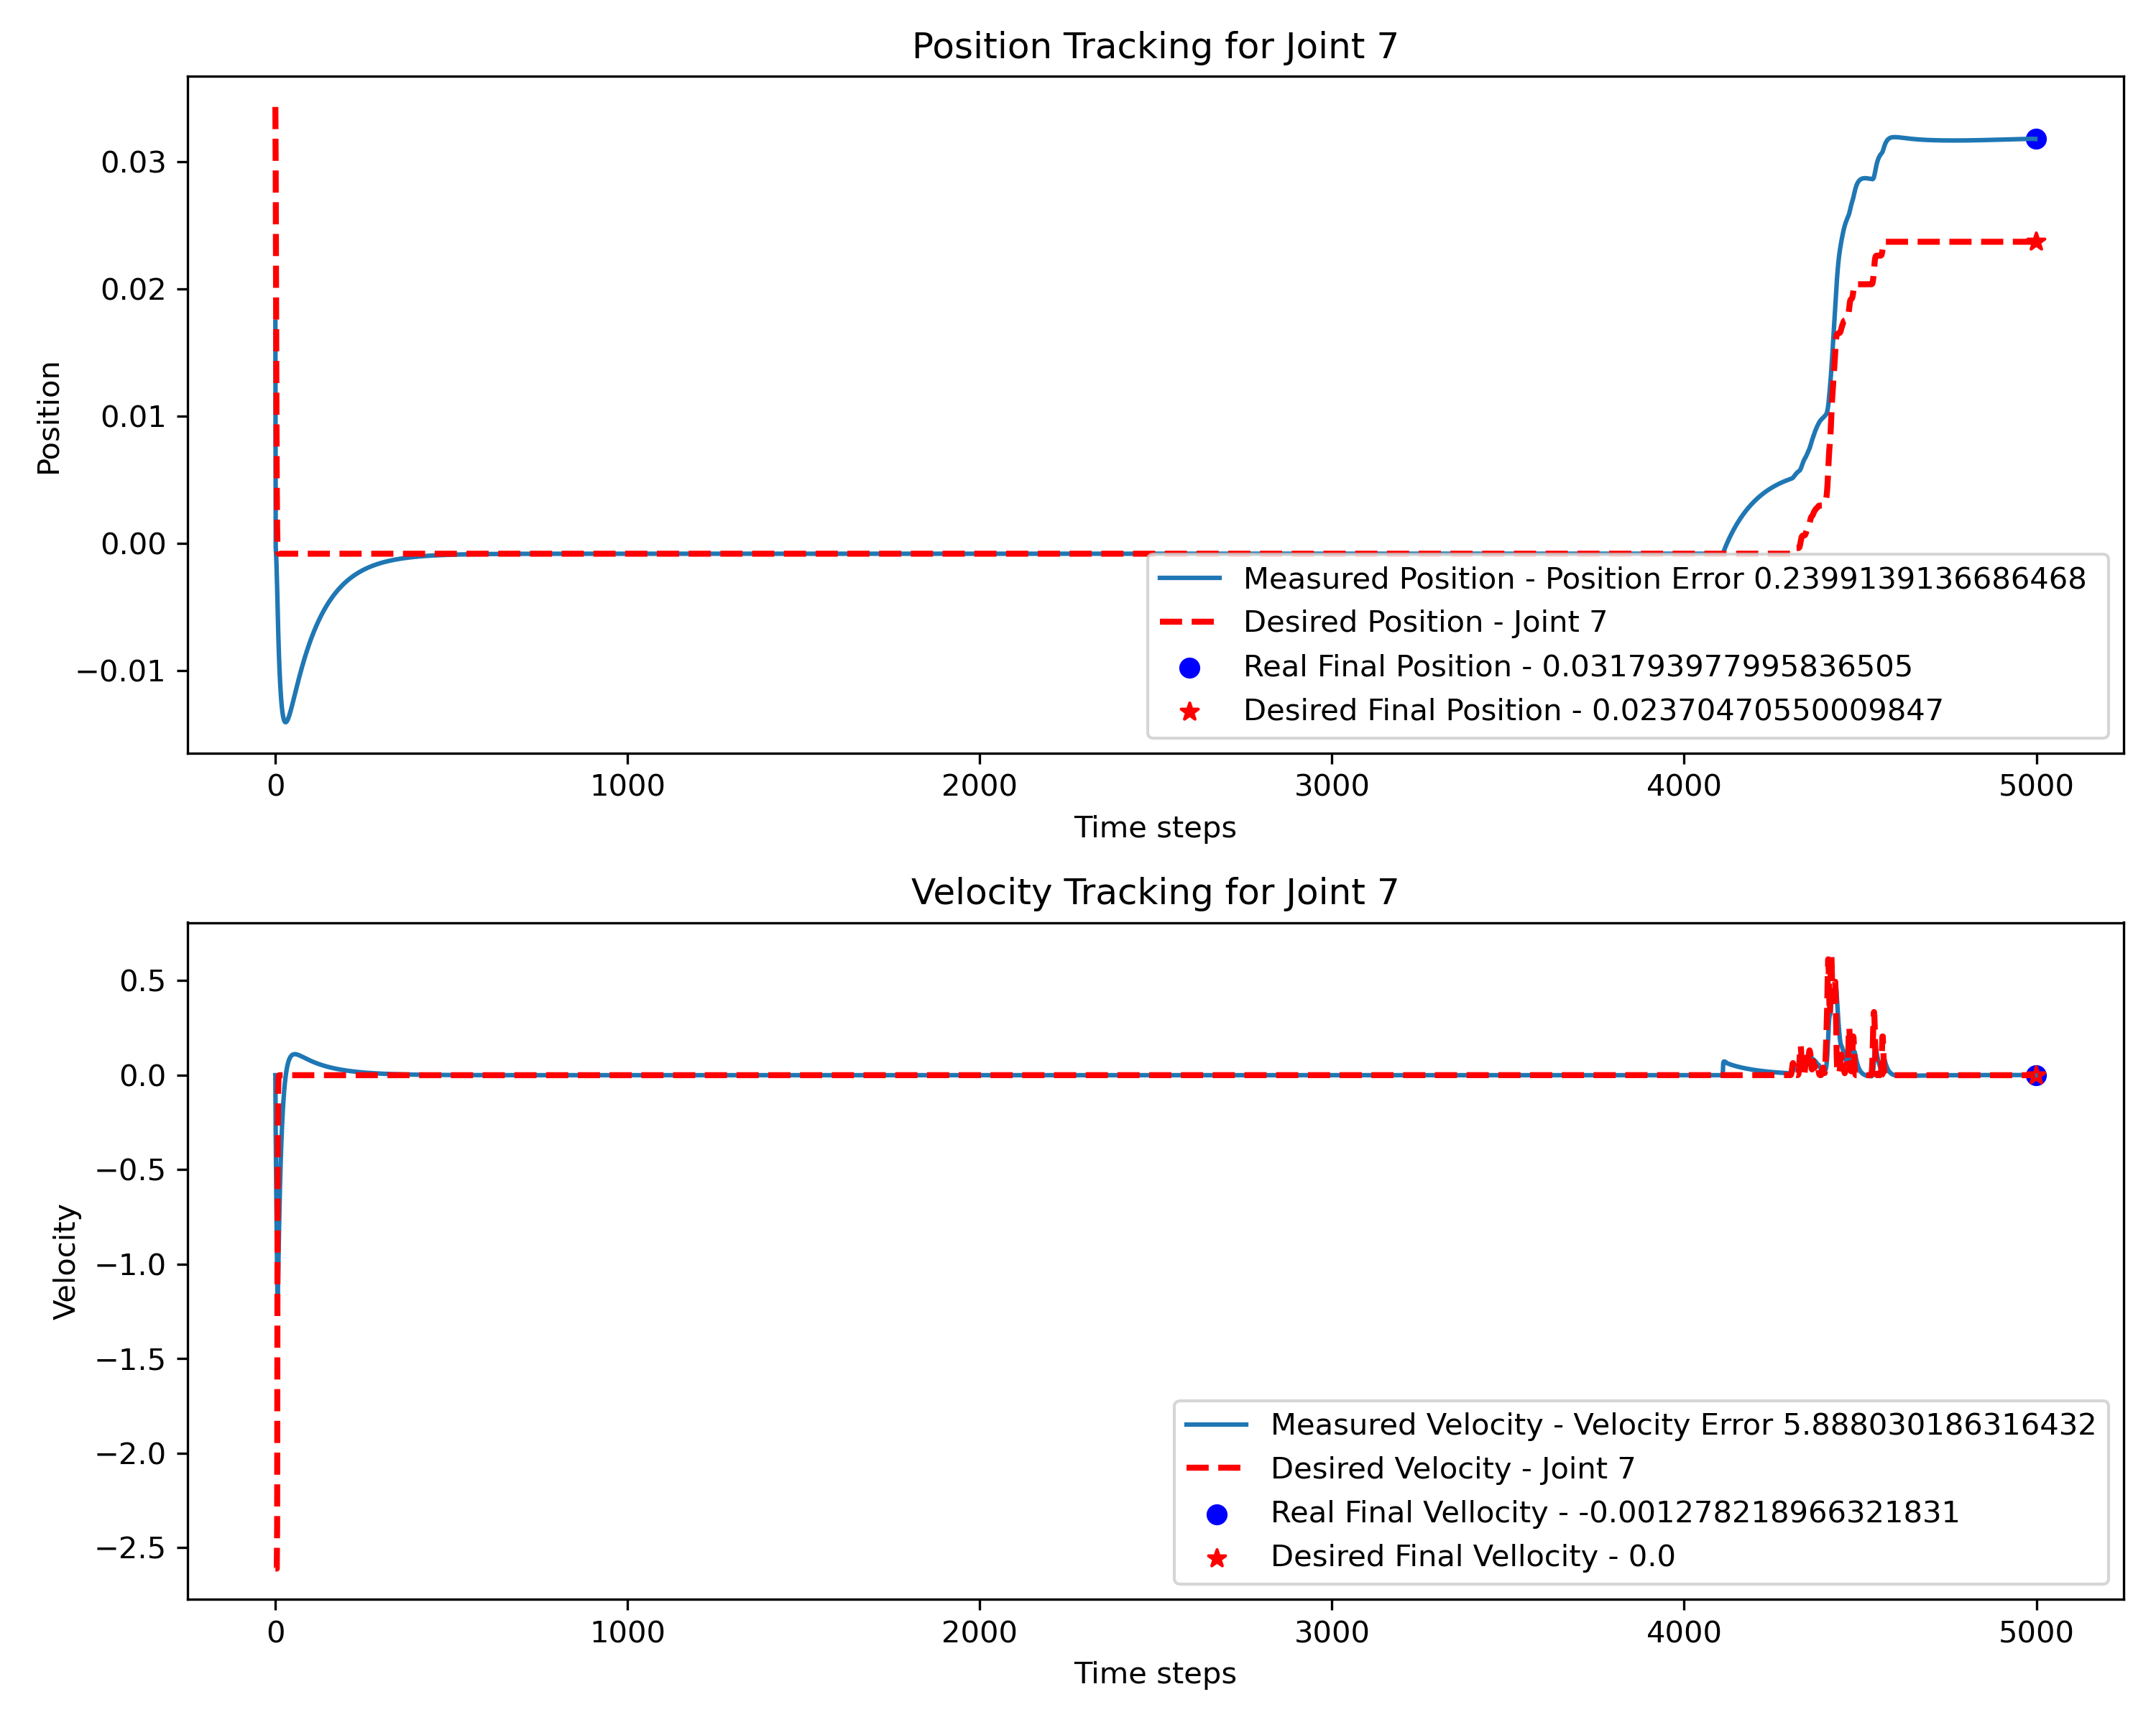 Position Tracking for Joint 7
0.03
0.02
0.01
0.00
−0.01
Position
Measured Position - Position Error 0.2399139136686468
Desired Position - Joint 7
Real Final Position - 0.031793977995836505
Desired Final Position - 0.02370470550009847
0 1000 2000 3000 4000 5000
Time steps
Velocity Tracking for Joint 7
0.5
0.0
−0.5
−1.0
−1.5
−2.0
−2.5
Velocity
Measured Velocity - Velocity Error 5.888030186316432
Desired Velocity - Joint 7
Real Final Vellocity - -0.001278218966321831
Desired Final Vellocity - 0.0
0 1000 2000 3000 4000 5000
Time steps